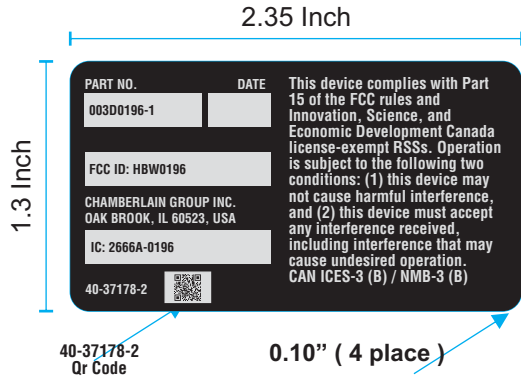 2.35 Inch
1.3 Inch
PART NO. DATE
003D0196-1
FCC ID: HBW0196
CHAMBERLAIN GROUP INC.
OAK BROOK, IL 60523, USA
IC: 2666A-0196
40-37178-2
This device complies with Part
15 of the FCC rules and
Innovation, Science, and
Economic Development Canada
license-exempt RSSs. Operation
is subject to the following two
conditions: (1) this device may
not cause harmful interference,
and (2) this device must accept
any interference received,
including interference that may
cause undesired operation.
CAN ICES-3 (B) / NMB-3 (B)
40-37178-2
Qr Code
0.10” ( 4 place )